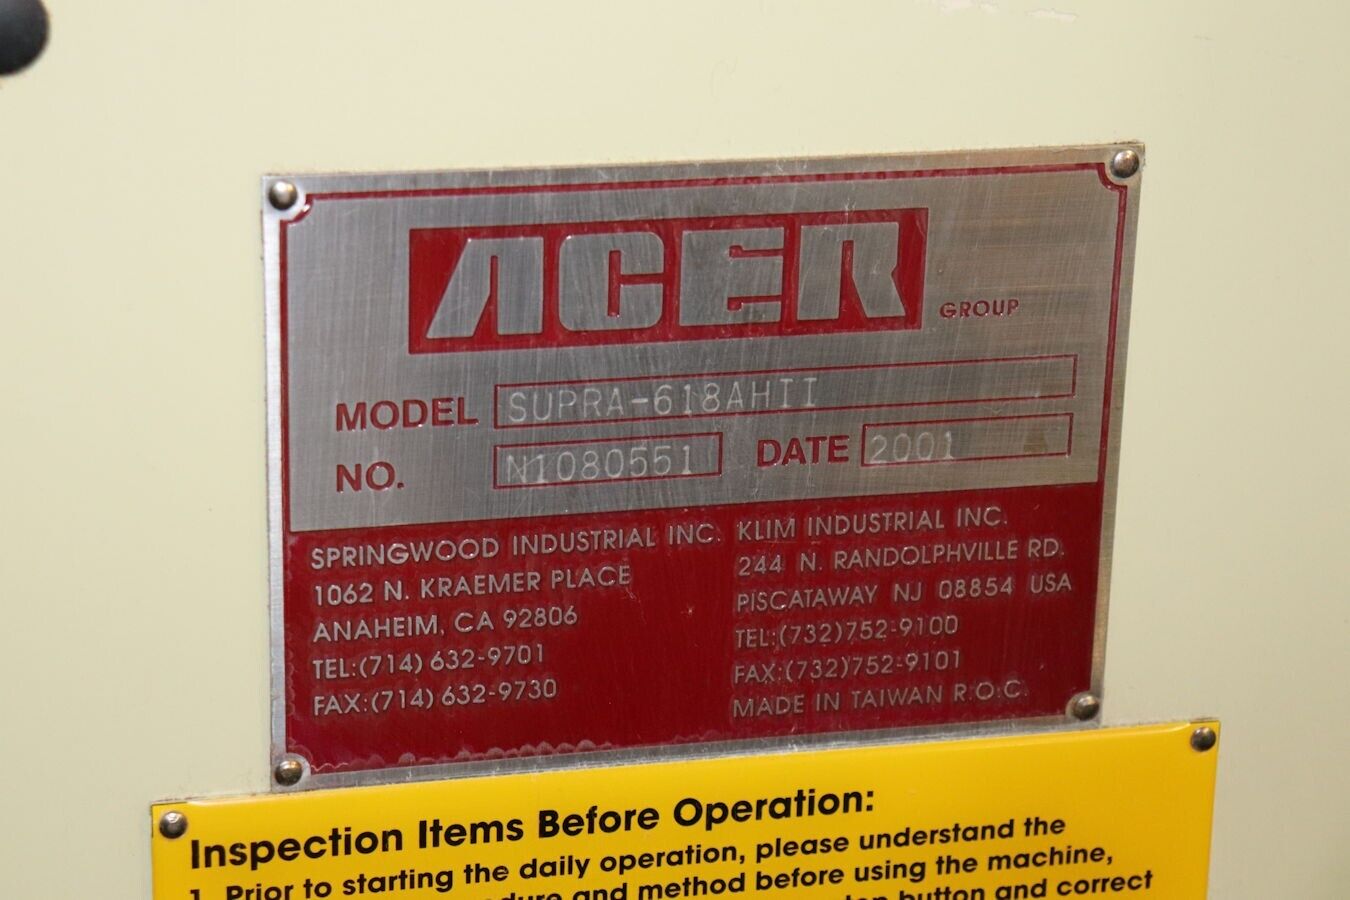 ACER GROUP
MODEL SUPRA-618AHII
NO. N1080551 DATE 2001
SPRINGWOOD INDUSTRIAL INC.
1062 N. KRAEMER PLACE
ANAHEIM, CA 92806
TEL:(714) 632-9701
FAX:(714) 632-9730
KLIM INDUSTRIAL INC.
244 N. RANDOLPHVILLE RD.
PISCATAWAY NJ 08854 USA
TEL:(732)752-9100
FAX:(732)752-9101
MADE IN TAIWAN R.O.C.
Inspection Items Before Operation:
1. Prior to starting the daily operation, please understand the
and method before using the machine,
button and correct